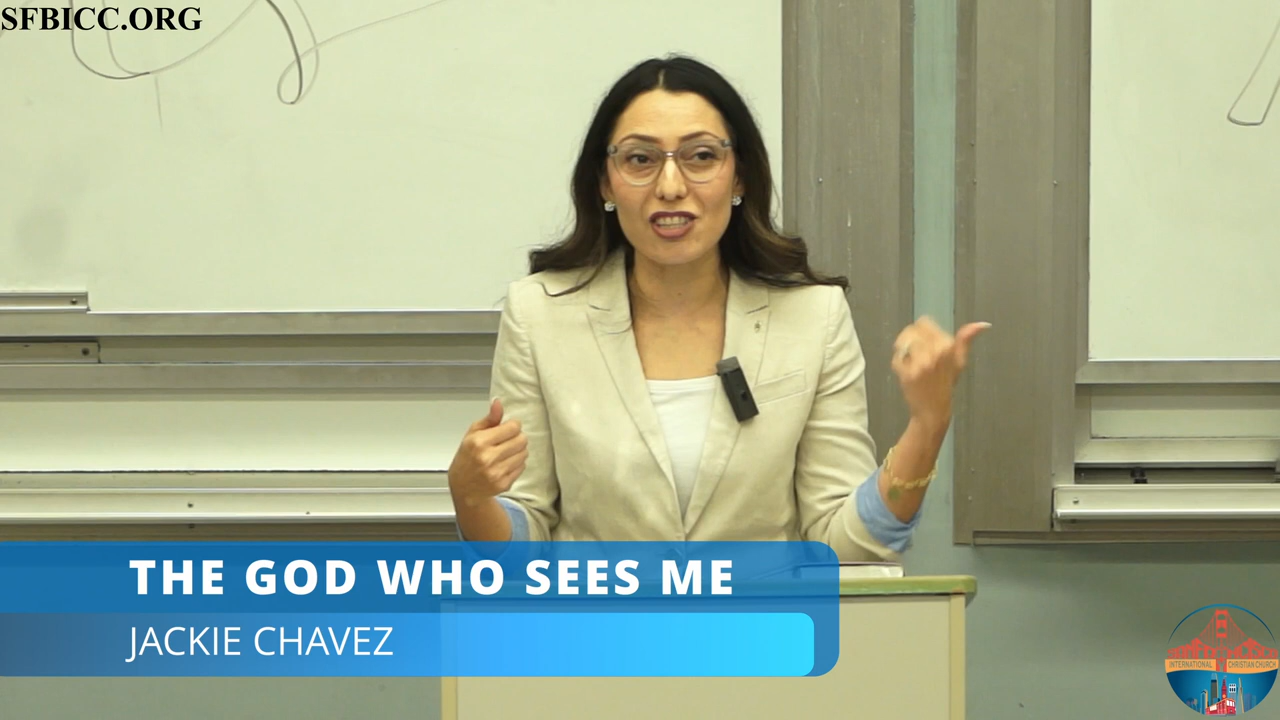 SFBICC.ORG
THE GOD WHO SEES ME
JACKIE CHAVEZ
INTERNATIONAL CHRISTIAN CHURCH